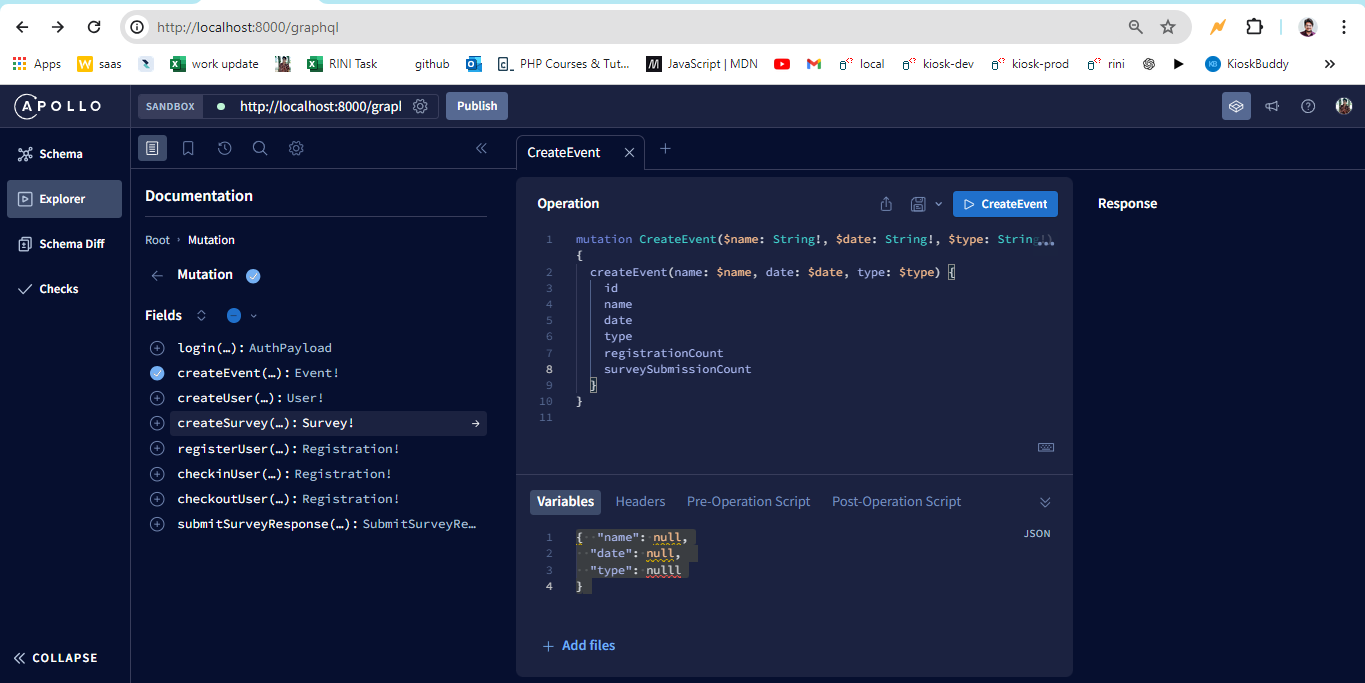 http://localhost:8000/graphql
Apps
saas
work update
RINI Task
github
PHP Courses & Tut...
JavaScript | MDN
local
kiosk-dev
kiosk-prod
rini
KB
KioskBuddy
»
APOLLO
SANDBOX
http://localhost:8000/grapl
Publish
Schema
Explorer
Schema Diff
Checks
COLLAPSE
Documentation
Root › Mutation
Mutation
Fields
login(…): AuthPayload
createEvent(…): Event!
createUser(…): User!
createSurvey(…): Survey!
registerUser(…): Registration!
checkinUser(…): Registration!
checkoutUser(…): Registration!
submitSurveyResponse(…): SubmitSurveyRe…
CreateEvent
Operation
CreateEvent
1 mutation CreateEvent($name: String!, $date: String!, $type: String!)
{
2 createEvent(name: $name, date: $date, type: $type) {
3 id
4 name
5 date
6 type
7 registrationCount
8 surveySubmissionCount
9 }
10 }
11
Variables
Headers
Pre-Operation Script
Post-Operation Script
JSON
1 { "name": null,
2 "date": null,
3 "type": nulll
4 }
Add files
Response